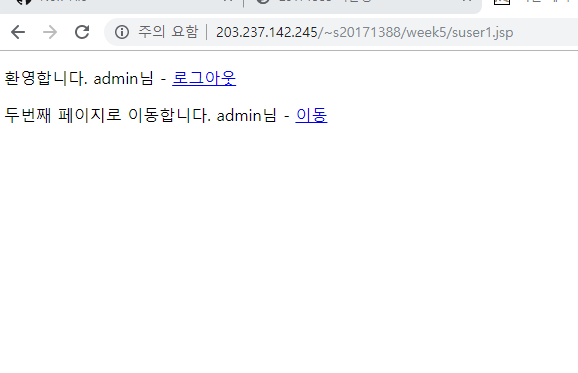 주의 요함 203.237.142.245/~s20171388/week5/suser1.jsp
환영합니다. admin님 - 로그아웃
두번째 페이지로 이동합니다. admin님 - 이동